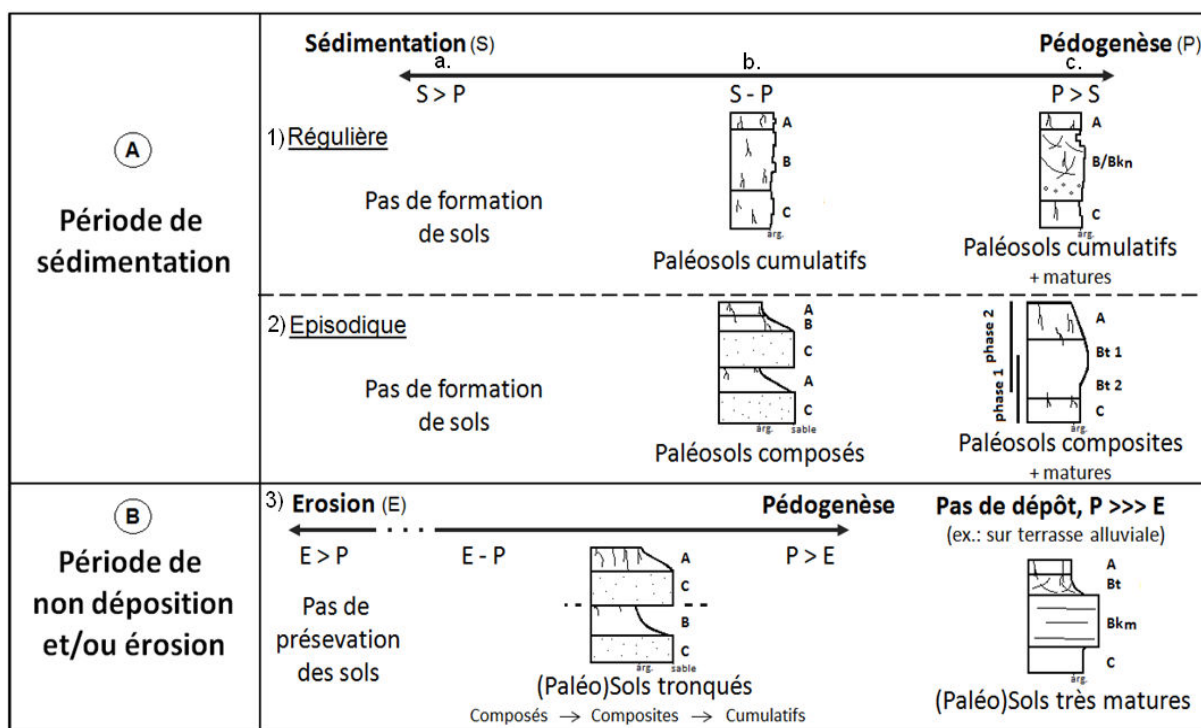 A
Période de
sédimentation
Sédimentation (S)
Pédogenèse (P)
a.
b.
c.
S > P
S - P
P > S
1) Régulière
Pas de formation
de sols
A
B
C
arg.
Paléosols cumulatifs
A
B/Bkn
C
arg.
Paléosols cumulatifs
+ matures
2) Episodique
Pas de formation
de sols
A
B
C
A
C
arg.
sable
Paléosols composés
phase 2
phase 1
A
Bt 1
Bt 2
C
arg.
Paléosols composites
+ matures
B
Période de
non déposition
et/ou érosion
3) Erosion (E)
Pédogenèse
E > P
E - P
P > E
Pas de
présevation
des sols
A
C
B
C
arg.
sable
(Paléo)Sols tronqués
Composés → Composites → Cumulatifs
Pas de dépôt, P >>> E
(ex.: sur terrasse alluviale)
A
Bt
Bkm
C
arg.
(Paléo)Sols très matures